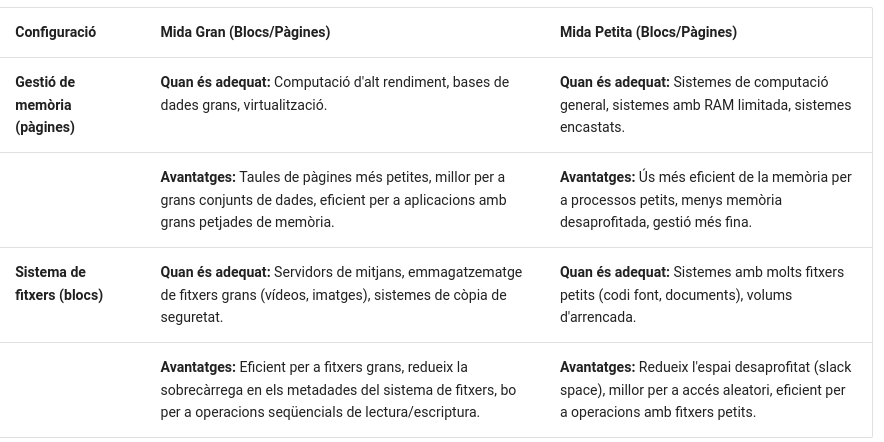 Configuració Mida Gran (Blocs/Pàgines) Mida Petita (Blocs/Pàgines)
Gestió de memòria (pàgines)
Quan és adequat: Computació d'alt rendiment, bases de
dades grans, virtualització.
Quan és adequat: Sistemes de computació
general, sistemes amb RAM limitada, sistemes
encastats.
Avantatges: Taules de pàgines més petites, millor per a
grans conjunts de dades, eficient per a aplicacions amb
grans petjades de memòria.
Avantatges: Ús més eficient de la memòria per
a processos petits, menys memòria
desaprofitada, gestió més fina.
Sistema de
fitxers (blocs)
Quan és adequat: Servidors de mitjans, emmagatzematge
de fitxers grans (vídeos, imatges), sistemes de còpia de
seguretat.
Quan és adequat: Sistemes amb molts fitxers
petits (codi font, documents), volums
d'arrencada.
Avantatges: Eficient per a fitxers grans, redueix la
sobrecàrrega en els metadades del sistema de fitxers, bo
per a operacions seqüencials de lectura/escriptura.
Avantatges: Redueix l'espai desaprofitat (slack
space), millor per a accés aleatori, eficient per
a operacions amb fitxers petits.